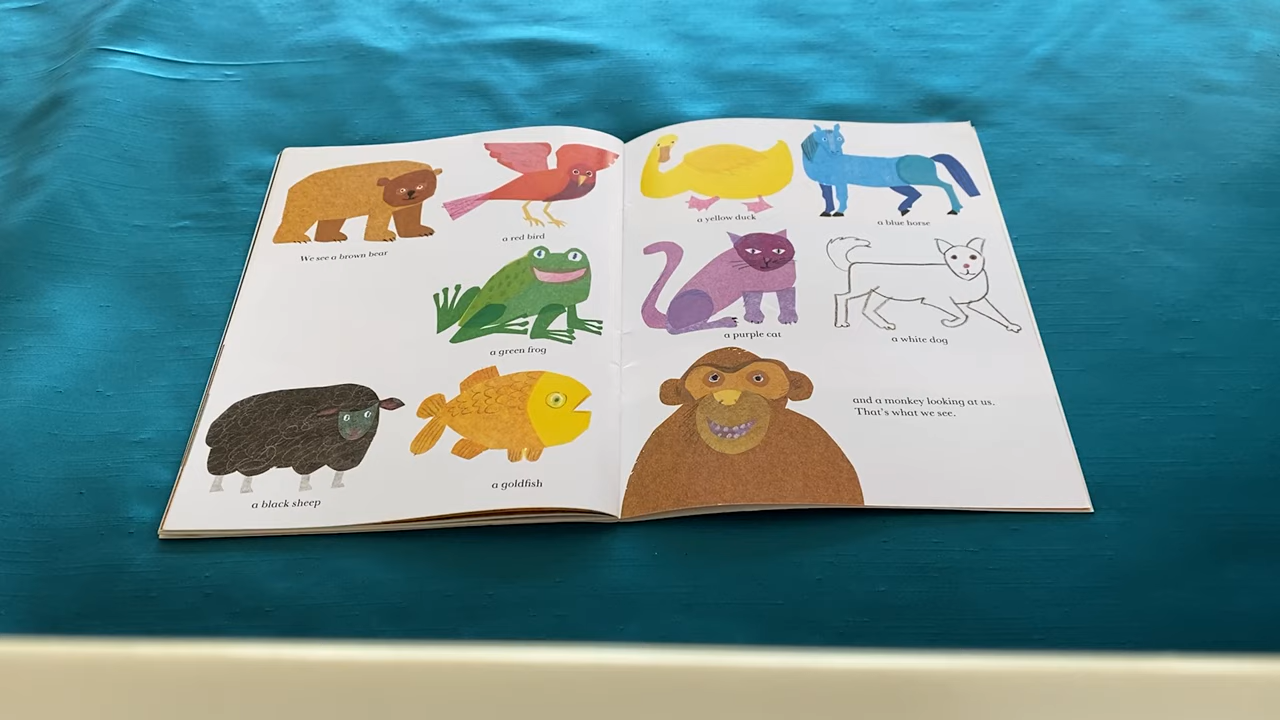 We see a brown bear
a red bird
a green frog
a black sheep
a goldfish
a yellow duck
a blue horse
a purple cat
a white dog
and a monkey looking at us.
That's what we see.